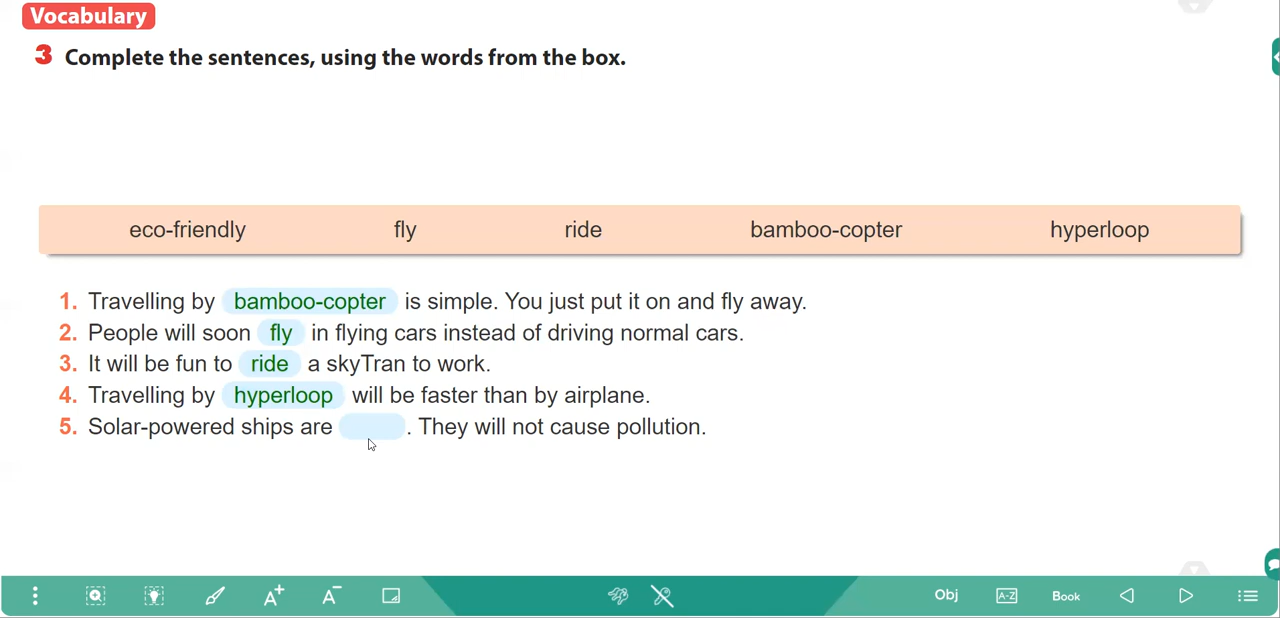 Vocabulary
3 Complete the sentences, using the words from the box.
eco-friendly fly ride bamboo-copter hyperloop
1. Travelling by bamboo-copter is simple. You just put it on and fly away.
2. People will soon fly in flying cars instead of driving normal cars.
3. It will be fun to ride a skyTran to work.
4. Travelling by hyperloop will be faster than by airplane.
5. Solar-powered ships are . They will not cause pollution.
A+ A- Obj A-Z Book